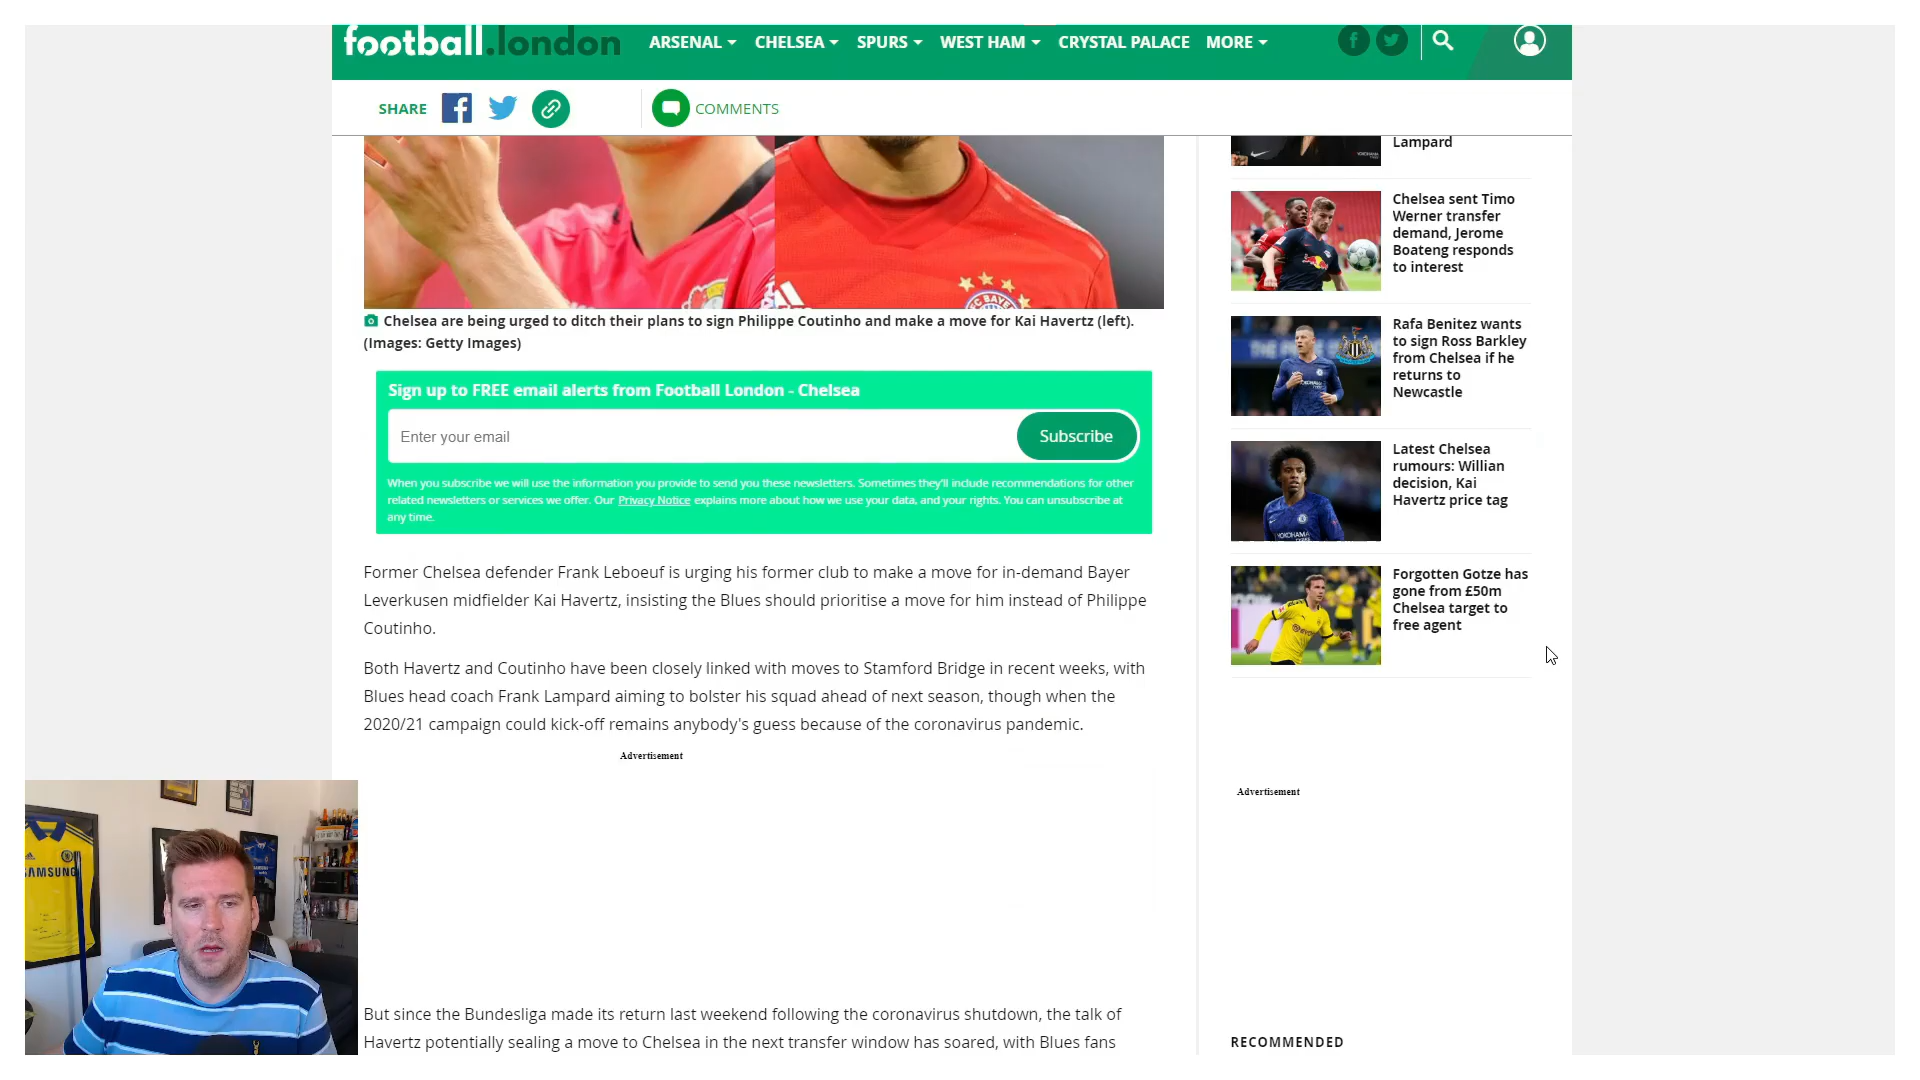 football.london
ARSENAL CHELSEA SPURS WEST HAM CRYSTAL PALACE MORE
SHARE
COMMENTS
Chelsea are being urged to ditch their plans to sign Philippe Coutinho and make a move for Kai Havertz (left).
(Images: Getty Images)
Sign up to FREE email alerts from Football London - Chelsea
Enter your email
Subscribe
When you subscribe we will use the information you provide to send you these newsletters. Sometimes they'll include recommendations for other
related newsletters or services we offer. Our Privacy Notice explains more about how we use your data, and your rights. You can unsubscribe at
any time.
Former Chelsea defender Frank Leboeuf is urging his former club to make a move for in-demand Bayer
Leverkusen midfielder Kai Havertz, insisting the Blues should prioritise a move for him instead of Philippe
Coutinho.
Both Havertz and Coutinho have been closely linked with moves to Stamford Bridge in recent weeks, with
Blues head coach Frank Lampard aiming to bolster his squad ahead of next season, though when the
2020/21 campaign could kick-off remains anybody's guess because of the coronavirus pandemic.
Advertisement
But since the Bundesliga made its return last weekend following the coronavirus shutdown, the talk of
Havertz potentially sealing a move to Chelsea in the next transfer window has soared, with Blues fans
Lampard
Chelsea sent Timo
Werner transfer
demand, Jerome
Boateng responds
to interest
Rafa Benitez wants
to sign Ross Barkley
from Chelsea if he
returns to
Newcastle
Latest Chelsea
rumours: Willian
decision, Kai
Havertz price tag
Forgotten Gotze has
gone from £50m
Chelsea target to
free agent
Advertisement
RECOMMENDED
SAMSUNG